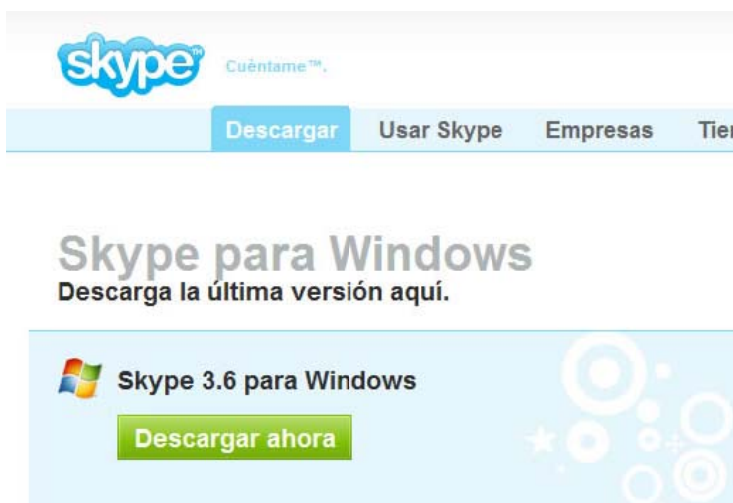 skype™
Cuéntame™.
Descargar Usar Skype Empresas
Skype para Windows
Descarga la última versión aquí.
Skype 3.6 para Windows
Descargar ahora